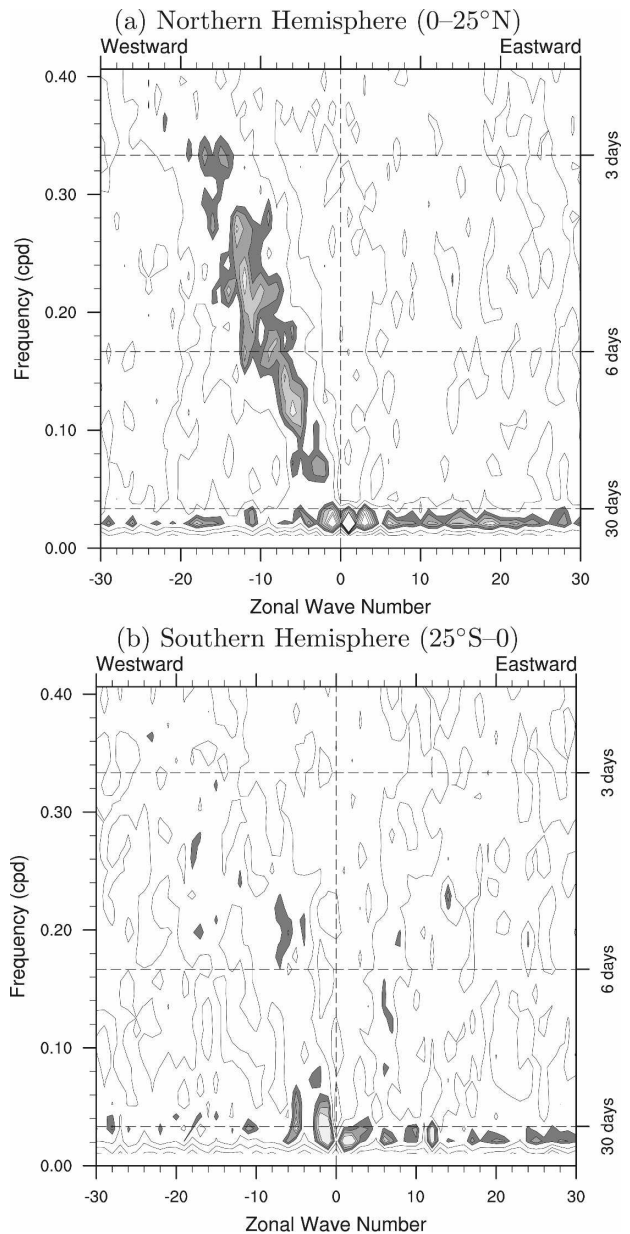 (a) Northern Hemisphere (0–25°N)
Westward Eastward
0.40
0.30
0.20
0.10
0.00
Frequency (cpd)
3 days
6 days
30 days
-30 -20 -10 0 10 20 30
Zonal Wave Number
(b) Southern Hemisphere (25°S–0)
Westward Eastward
0.40
0.30
0.20
0.10
0.00
Frequency (cpd)
3 days
6 days
30 days
-30 -20 -10 0 10 20 30
Zonal Wave Number